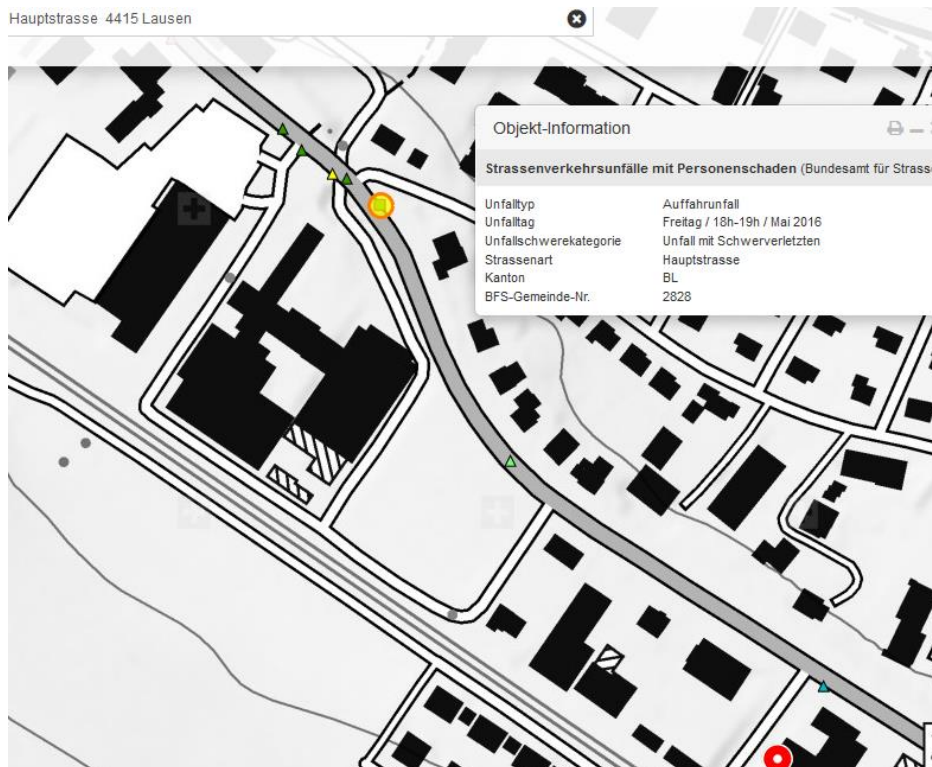 Hauptstrasse 4415 Lausen
Objekt-Information
Strassenverkehrsunfälle mit Personenschaden (Bundesamt für Strasse
Unfalltyp Auffahrunfall
Unfalltag Freitag / 18h-19h / Mai 2016
Unfallschwerekategorie Unfall mit Schwerverletzten
Strassenart Hauptstrasse
Kanton BL
BFS-Gemeinde-Nr. 2828